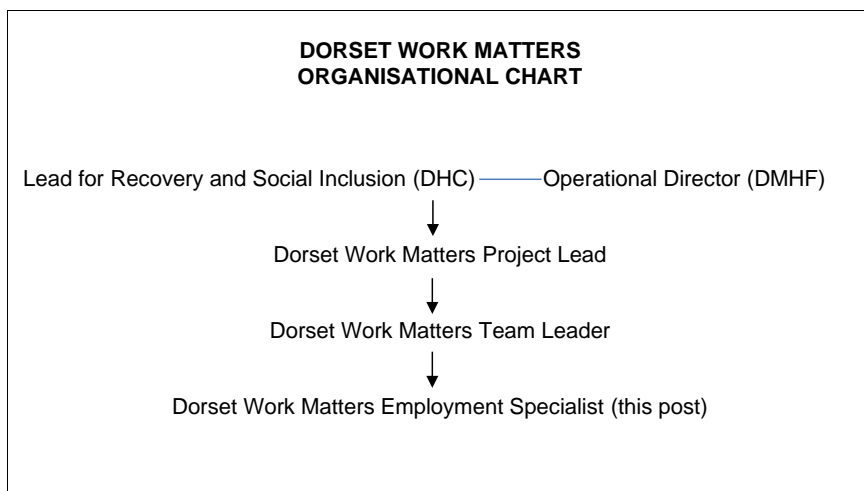 DORSET WORK MATTERS
ORGANISATIONAL CHART
Lead for Recovery and Social Inclusion (DHC) Operational Director (DMHF)
Dorset Work Matters Project Lead
Dorset Work Matters Team Leader
Dorset Work Matters Employment Specialist (this post)